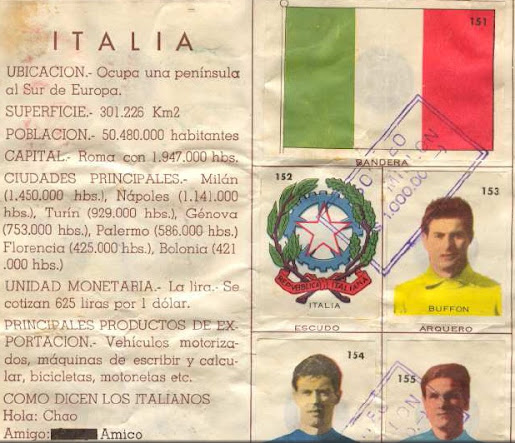 ITALIA
UBICACION.- Ocupa una península
al Sur de Europa.
SUPERFICIE.- 301.226 Km2
POBLACION.- 50.480.000 habitantes
CAPITAL.- Roma con 1.947.000 hbs.
CIUDADES PRINCIPALES.- Milán
(1.450.000 hbs.), Nápoles (1.141.000
hbs.), Turín (929.000 hbs.), Génova
(753.000 hbs.), Palermo (586.000 hbs.)
Florencia (425.000 hbs.), Bolonia (421
.000 hbs.)
UNIDAD MONETARIA.- La lira.- Se
cotizan 625 liras por 1 dólar.
PRINCIPALES PRODUCTOS DE EX-
PORTACION.- Vehículos motoriza-
dos, máquinas de escribir y calcu-
lar, bicicletas, motonetas etc.
COMO DICEN LOS ITALIANOS
Hola: Chao
Amigo: Amico
151
BANDERA
152
REPVBBLICA ITALIANA
ITALIA
ESCUDO
153
BUFFON
ARQUERO
154
155
1.000.00